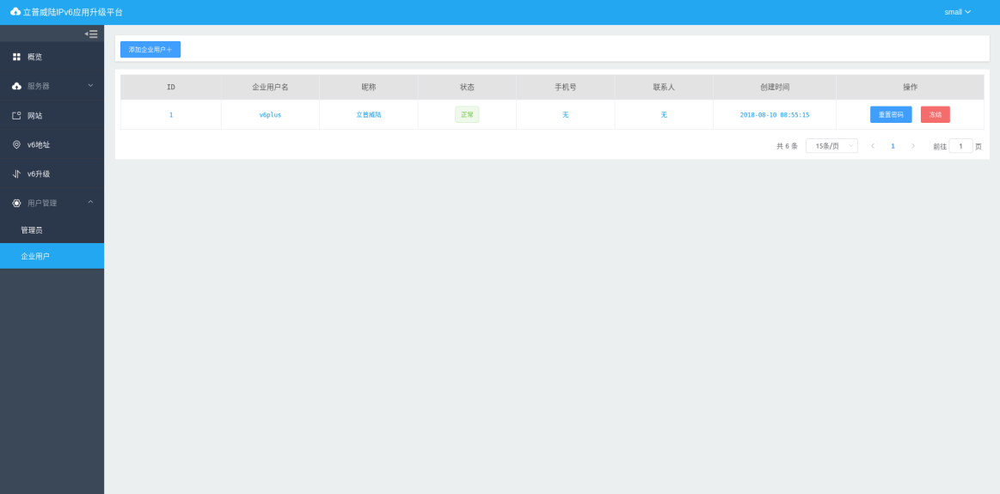 立普威陆IPv6应用升级平台
small
概览
服务器
网站
v6地址
v6升级
用户管理
管理员
企业用户
添加企业用户＋
ID 企业用户名 昵称 状态 手机号 联系人 创建时间 操作
1 v6plus 立普威陆 正常 无 无 2018-08-10 08:55:15 重置密码 冻结
共 6 条 15条/页 1 前往 1 页